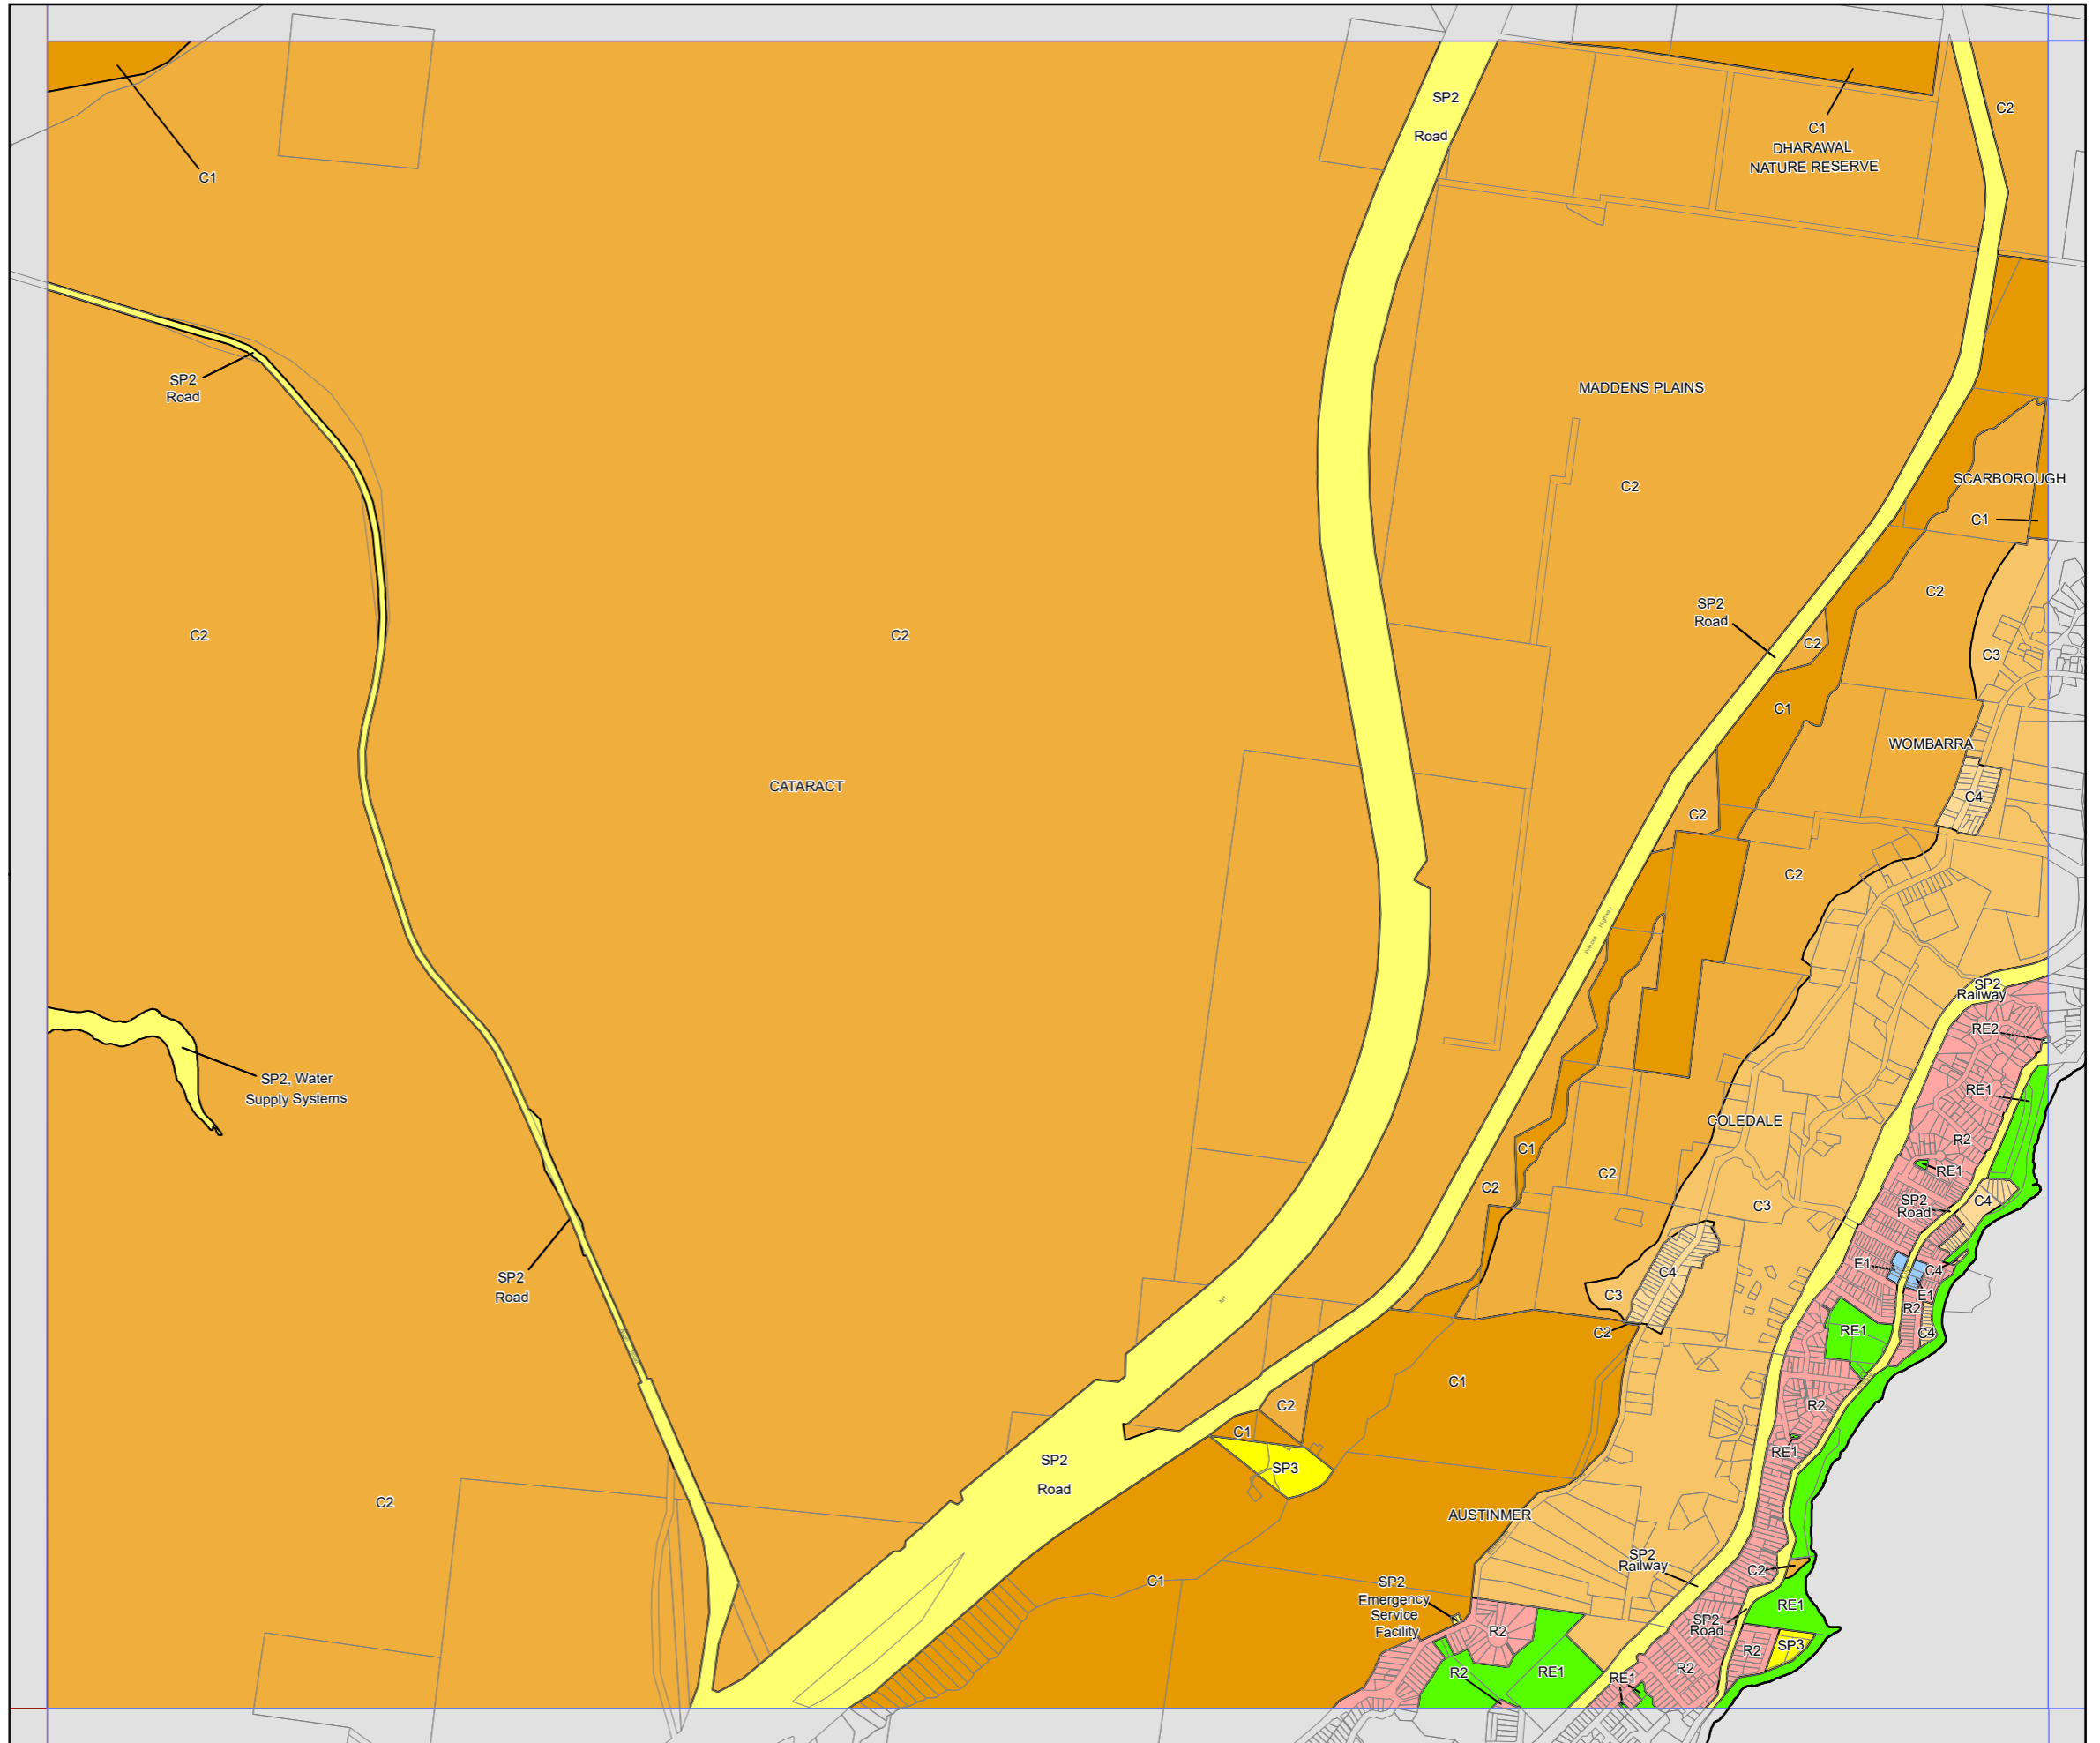 SP2
Road
C2
C1
DHARAWAL
NATURE RESERVE
C1
SP2
Road
MADDENS PLAINS
C2
SCARBOROUGH
C1
C2
SP2
Road
C2
C2
C2
C3
C1
WOMBARRA
CATARACT
C4
C2
C2
Princes Highway
SP2
Railway
RE2
SP2, Water
Supply Systems
RE1
COLEDALE
R2
C1
C2
RE1
C2
SP2
Road
C4
C3
E1
C4
C4
SP2
Road
C3
E1
R2
C2
RE1
C4
C1
C2
R2
C1
RE1
SP2
Road
SP3
C2
AUSTINMER
SP2
Railway
C2
C1
SP2
Emergency
Service
Facility
RE1
SP2
Road
R2
R2
SP3
R2
R2
RE1
RE1